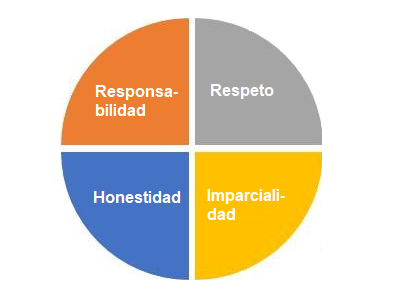 Responsa-
bilidad
Respeto
Honestidad
Imparciali-
dad